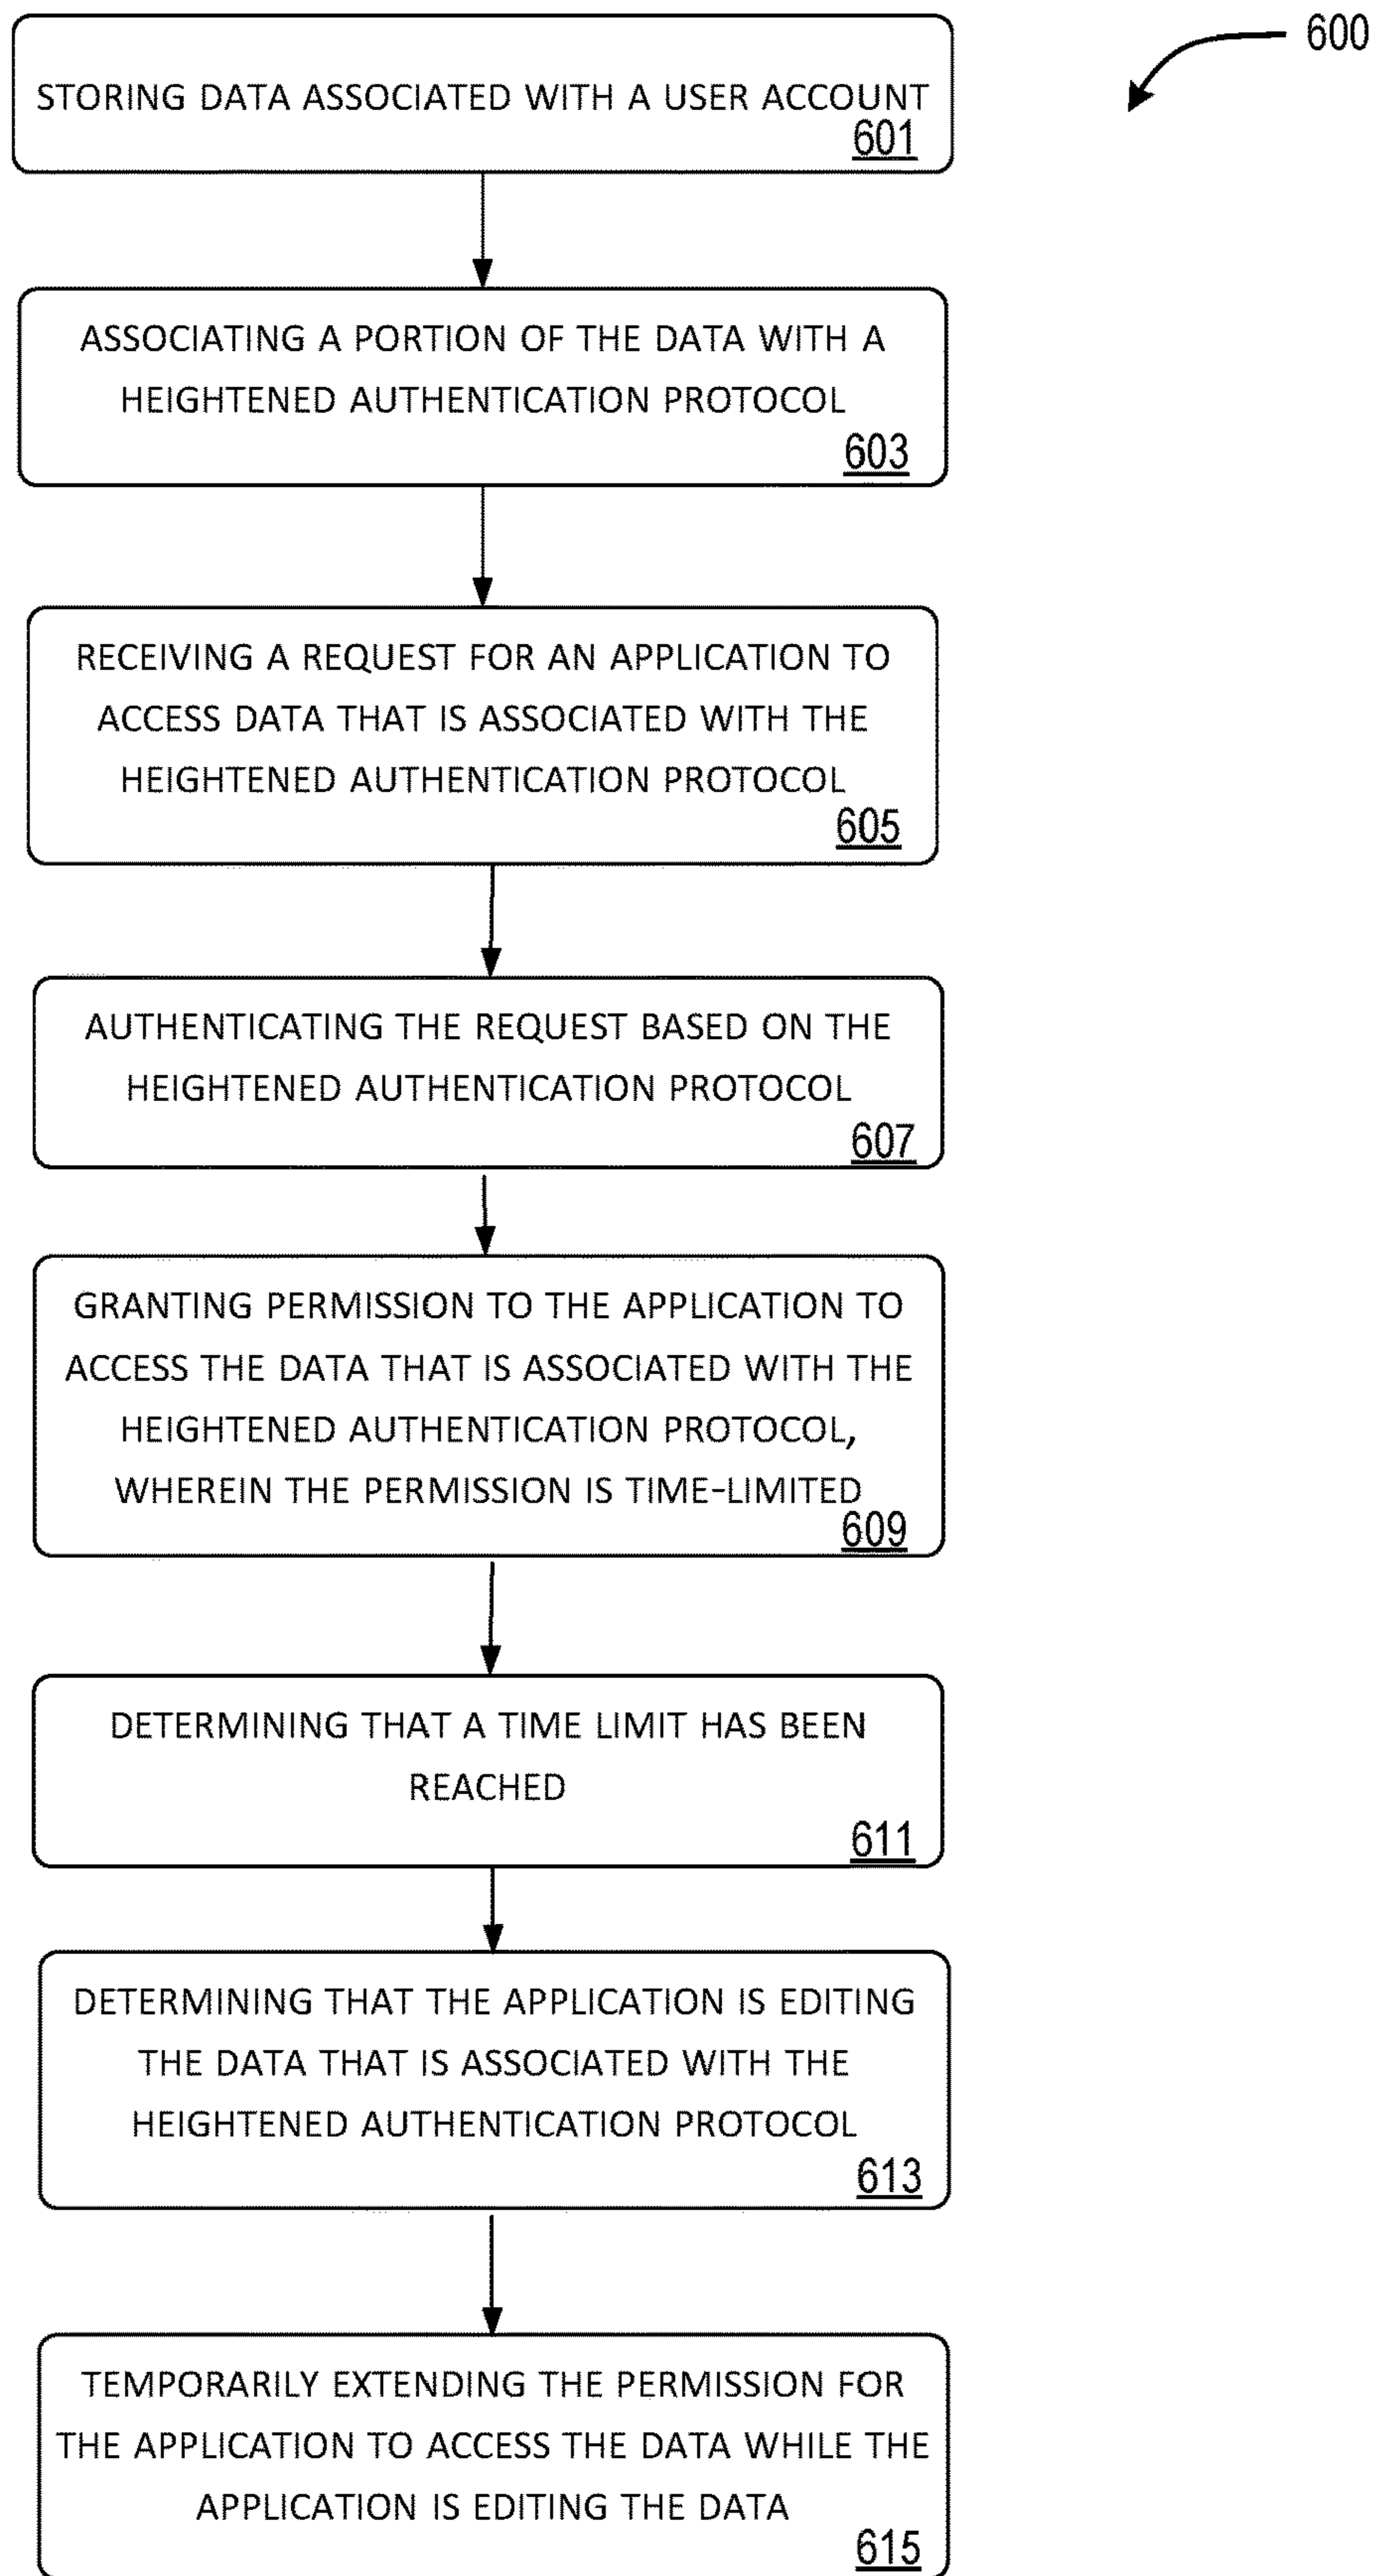 600
STORING DATA ASSOCIATED WITH A USER ACCOUNT
601
ASSOCIATING A PORTION OF THE DATA WITH A
HEIGHTENED AUTHENTICATION PROTOCOL
603
RECEIVING A REQUEST FOR AN APPLICATION TO
ACCESS DATA THAT IS ASSOCIATED WITH THE
HEIGHTENED AUTHENTICATION PROTOCOL
605
AUTHENTICATING THE REQUEST BASED ON THE
HEIGHTENED AUTHENTICATION PROTOCOL
607
GRANTING PERMISSION TO THE APPLICATION TO
ACCESS THE DATA THAT IS ASSOCIATED WITH THE
HEIGHTENED AUTHENTICATION PROTOCOL,
WHEREIN THE PERMISSION IS TIME-LIMITED
609
DETERMINING THAT A TIME LIMIT HAS BEEN
REACHED
611
DETERMINING THAT THE APPLICATION IS EDITING
THE DATA THAT IS ASSOCIATED WITH THE
HEIGHTENED AUTHENTICATION PROTOCOL
613
TEMPORARILY EXTENDING THE PERMISSION FOR
THE APPLICATION TO ACCESS THE DATA WHILE THE
APPLICATION IS EDITING THE DATA
615